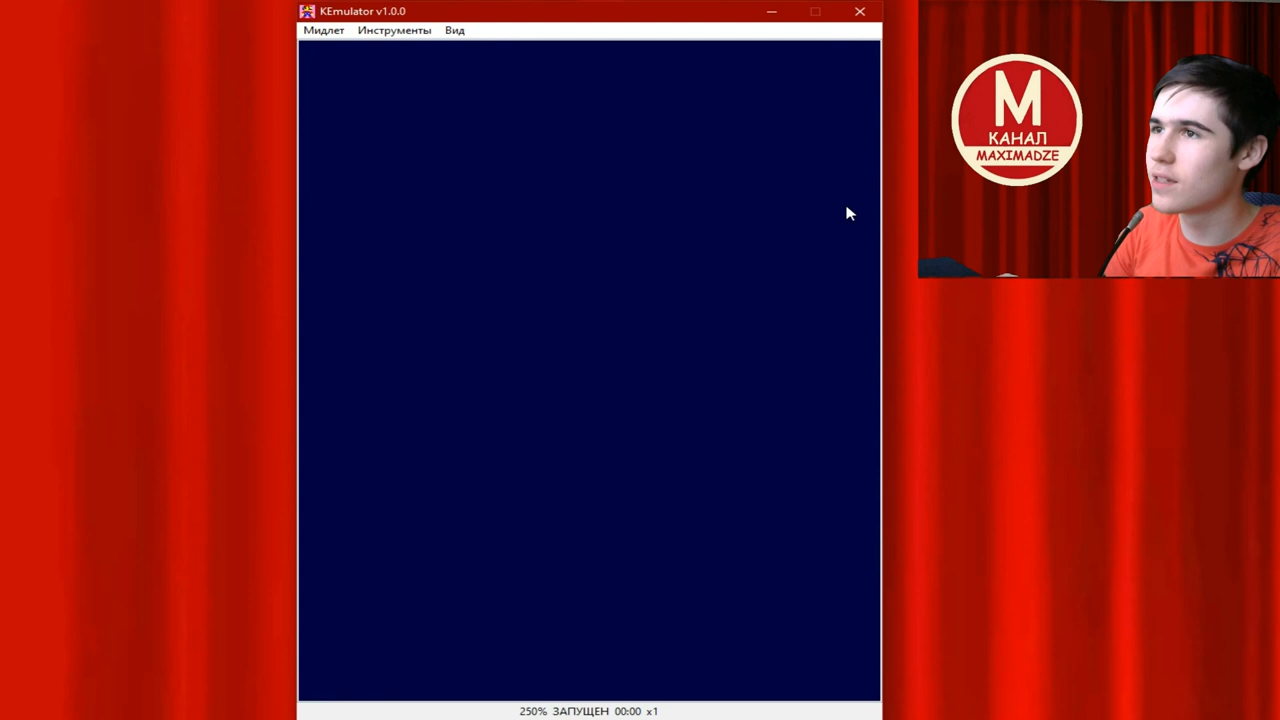 KEmulator v1.0.0
Мидлет Инструменты Вид
М
КАНАЛ
MAXIMADZE
250% ЗАПУЩЕН 00:00 x1